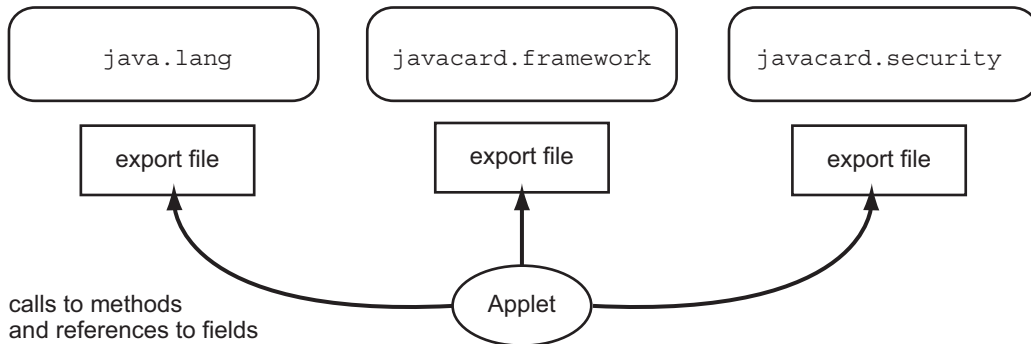 java.lang
javacard.framework
javacard.security
export file
export file
export file
Applet
calls to methods
and references to fields